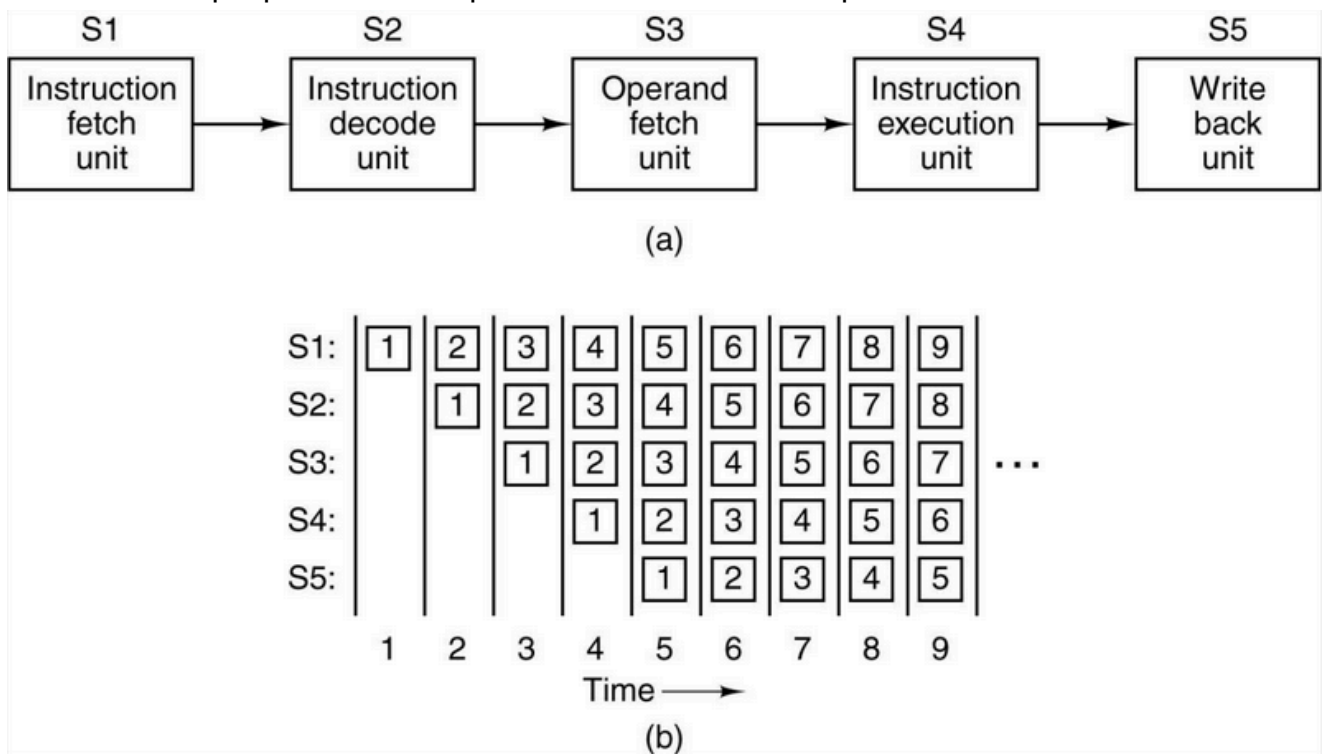 S1 S2 S3 S4 S5
Instruction fetch unit
Instruction decode unit
Operand fetch unit
Instruction execution unit
Write back unit
(a)
S1: 1 2 3 4 5 6 7 8 9
S2: 1 2 3 4 5 6 7 8
S3: 1 2 3 4 5 6 7 ...
S4: 1 2 3 4 5 6
S5: 1 2 3 4 5
1 2 3 4 5 6 7 8 9
Time
(b)